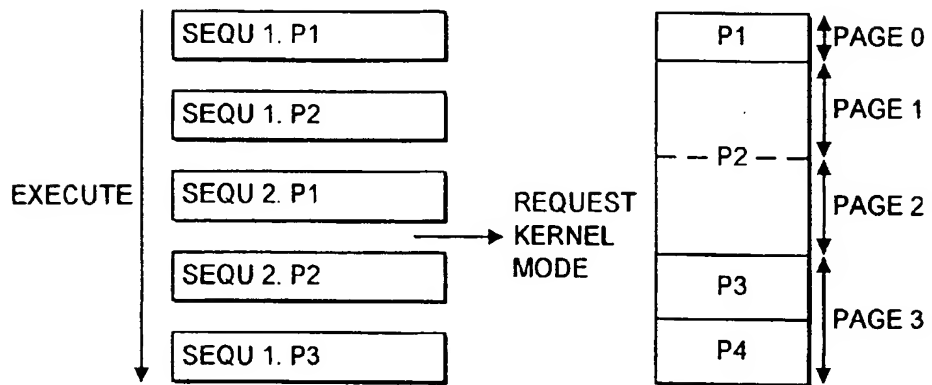 SEQU 1. P1
SEQU 1. P2
EXECUTE
SEQU 2. P1
REQUEST
KERNEL
MODE
SEQU 2. P2
SEQU 1. P3
P1
PAGE 0
PAGE 1
P2
PAGE 2
P3
PAGE 3
P4